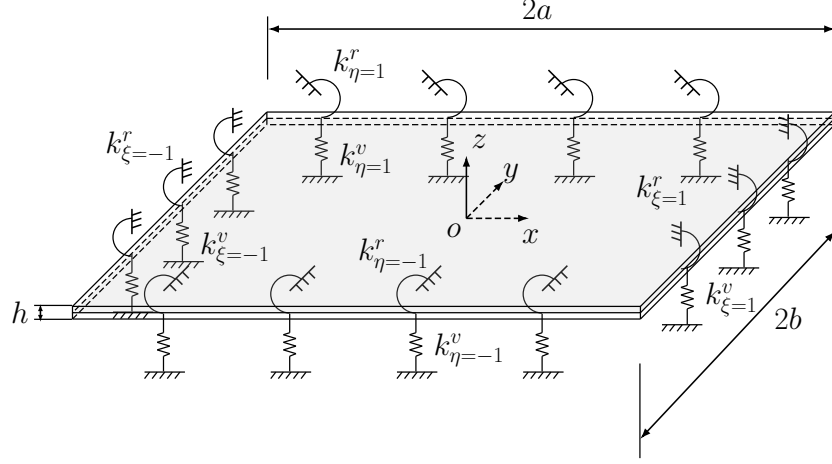 2a
k^r_{η=1}
k^r_{ξ=−1}
k^v_{η=1}
z
y
k^r_{ξ=1}
o
x
k^v_{ξ=−1}
k^r_{η=−1}
k^v_{ξ=1}
h
2b
k^v_{η=−1}